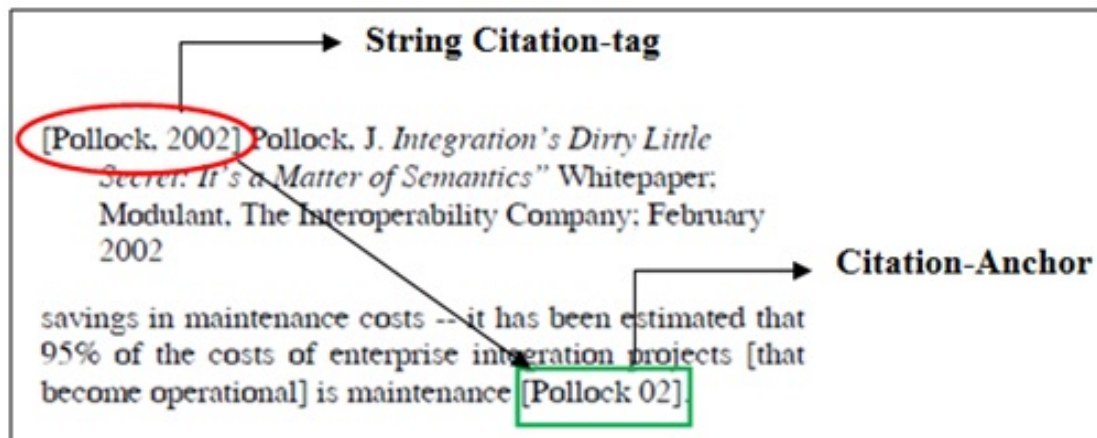 String Citation-tag
[Pollock, 2002] Pollock, J. Integration's Dirty Little
Secret: It's a Matter of Semantics” Whitepaper;
Modulant, The Interoperability Company; February
2002
Citation-Anchor
savings in maintenance costs -- it has been estimated that
95% of the costs of enterprise integration projects [that
become operational] is maintenance [Pollock 02].